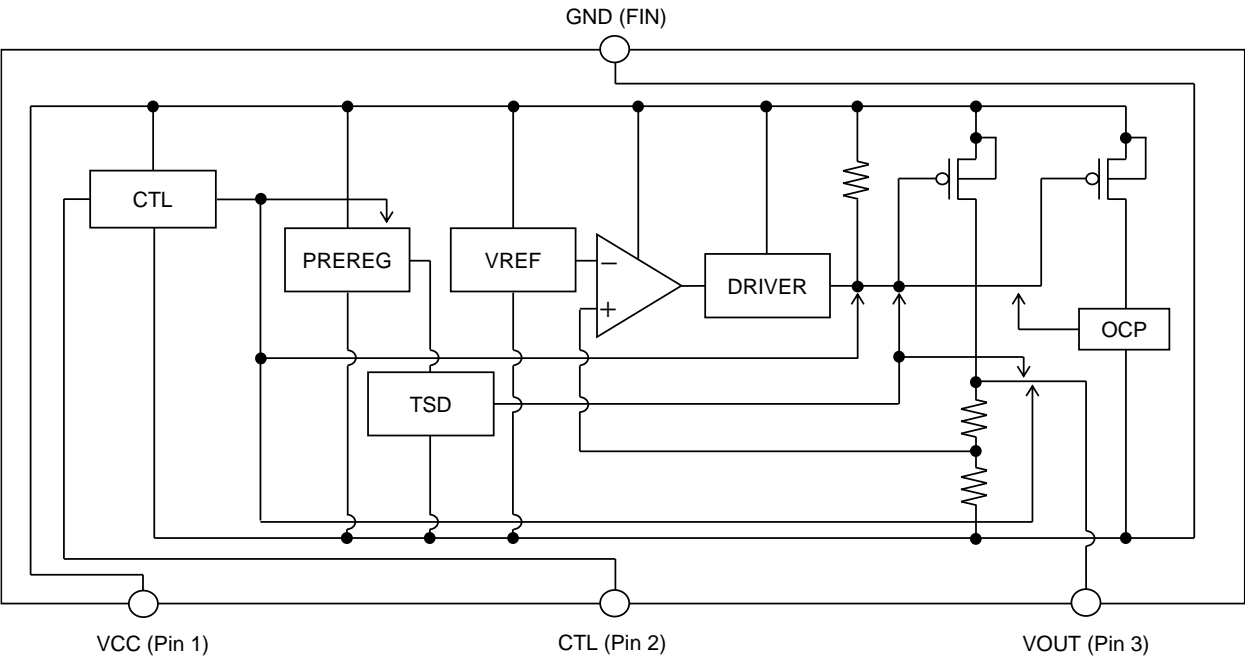 GND (FIN)
CTL
PREREG
VREF
−
+
DRIVER
OCP
TSD
VCC (Pin 1)
CTL (Pin 2)
VOUT (Pin 3)